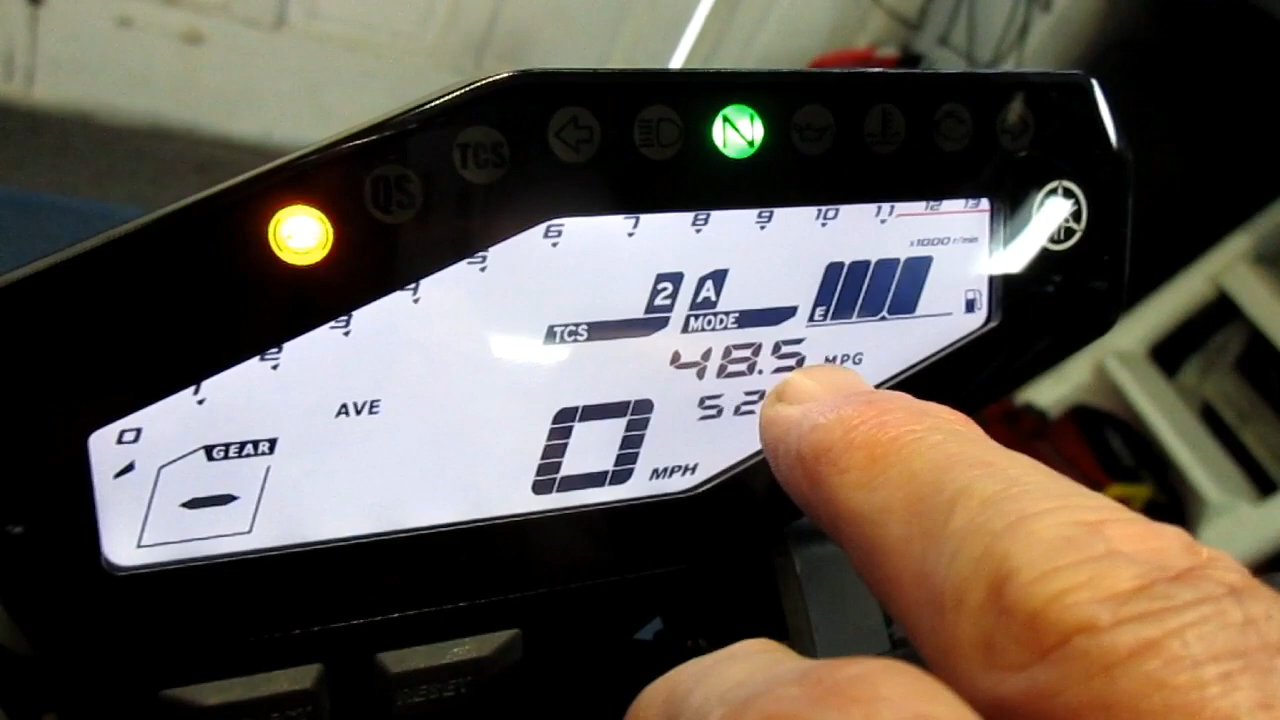 N
TCS
QS
6 7 8 9 10 11 12 13
x1000 r/min
5
4
3
2
1
0
2 A
TCS MODE E
48.5 MPG
52
AVE
GEAR
0 MPH
RESET